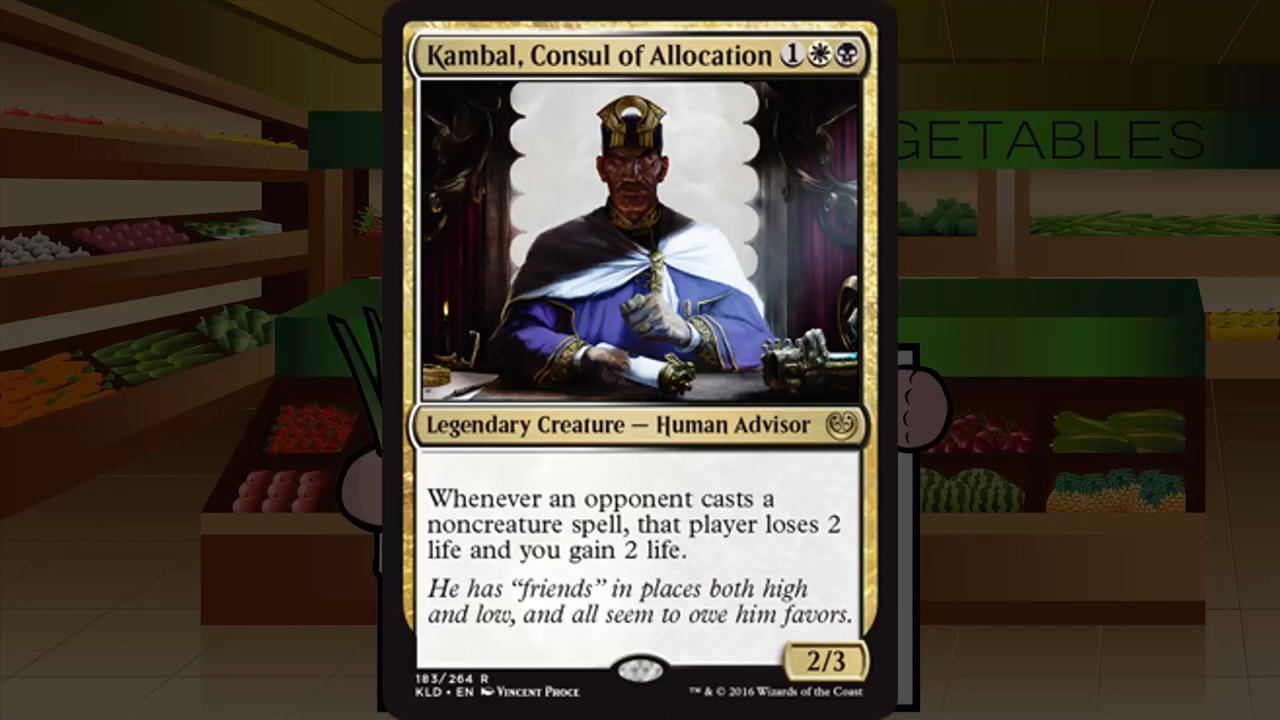 Kambal, Consul of Allocation 1
GETABLES
Legendary Creature — Human Advisor
Whenever an opponent casts a
noncreature spell, that player loses 2
life and you gain 2 life.
He has “friends” in places both high
and low, and all seem to owe him favors.
2/3
183/264 R
KLD • EN Vincent Proce
™ & © 2016 Wizards of the Coast